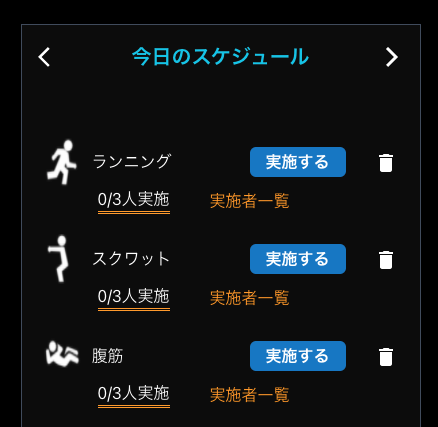 今日のスケジュール
ランニング 実施する
0/3人実施 実施者一覧
スクワット 実施する
0/3人実施 実施者一覧
腹筋 実施する
0/3人実施 実施者一覧